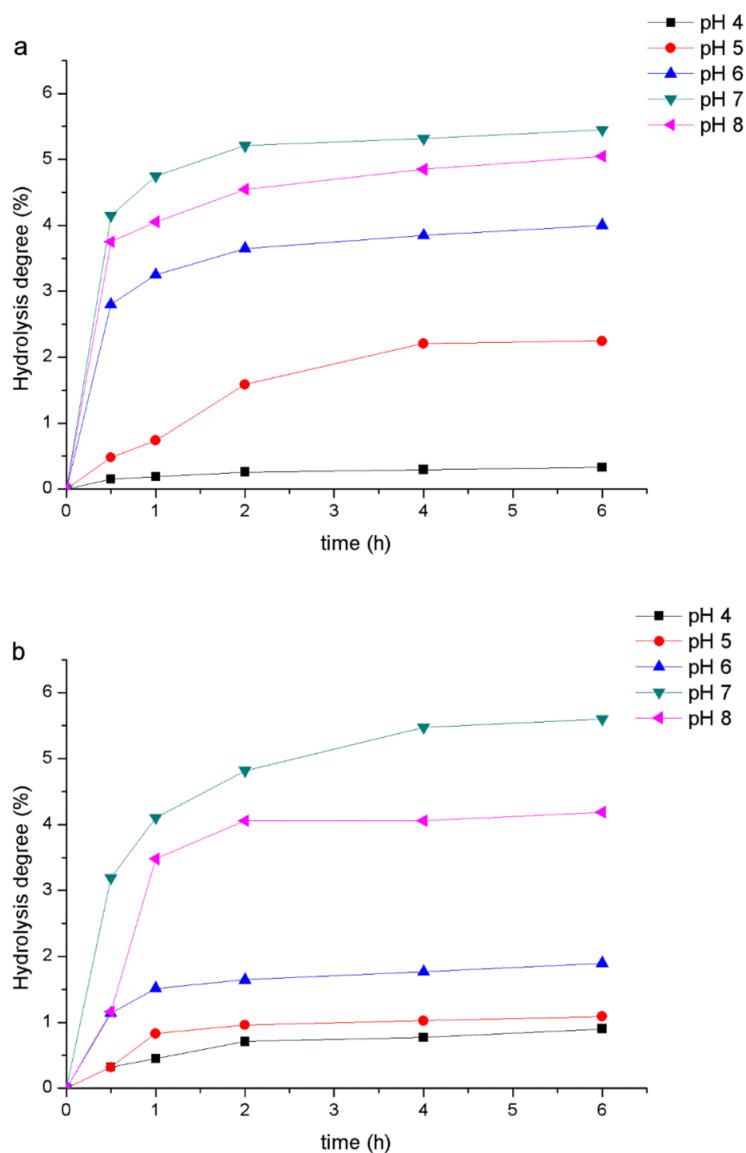 a
pH 4
pH 5
pH 6
pH 7
pH 8
Hydrolysis degree (%)
6
5
4
3
2
1
0
0 1 2 3 4 5 6
time (h)
b
pH 4
pH 5
pH 6
pH 7
pH 8
Hydrolysis degree (%)
6
5
4
3
2
1
0
0 1 2 3 4 5 6
time (h)